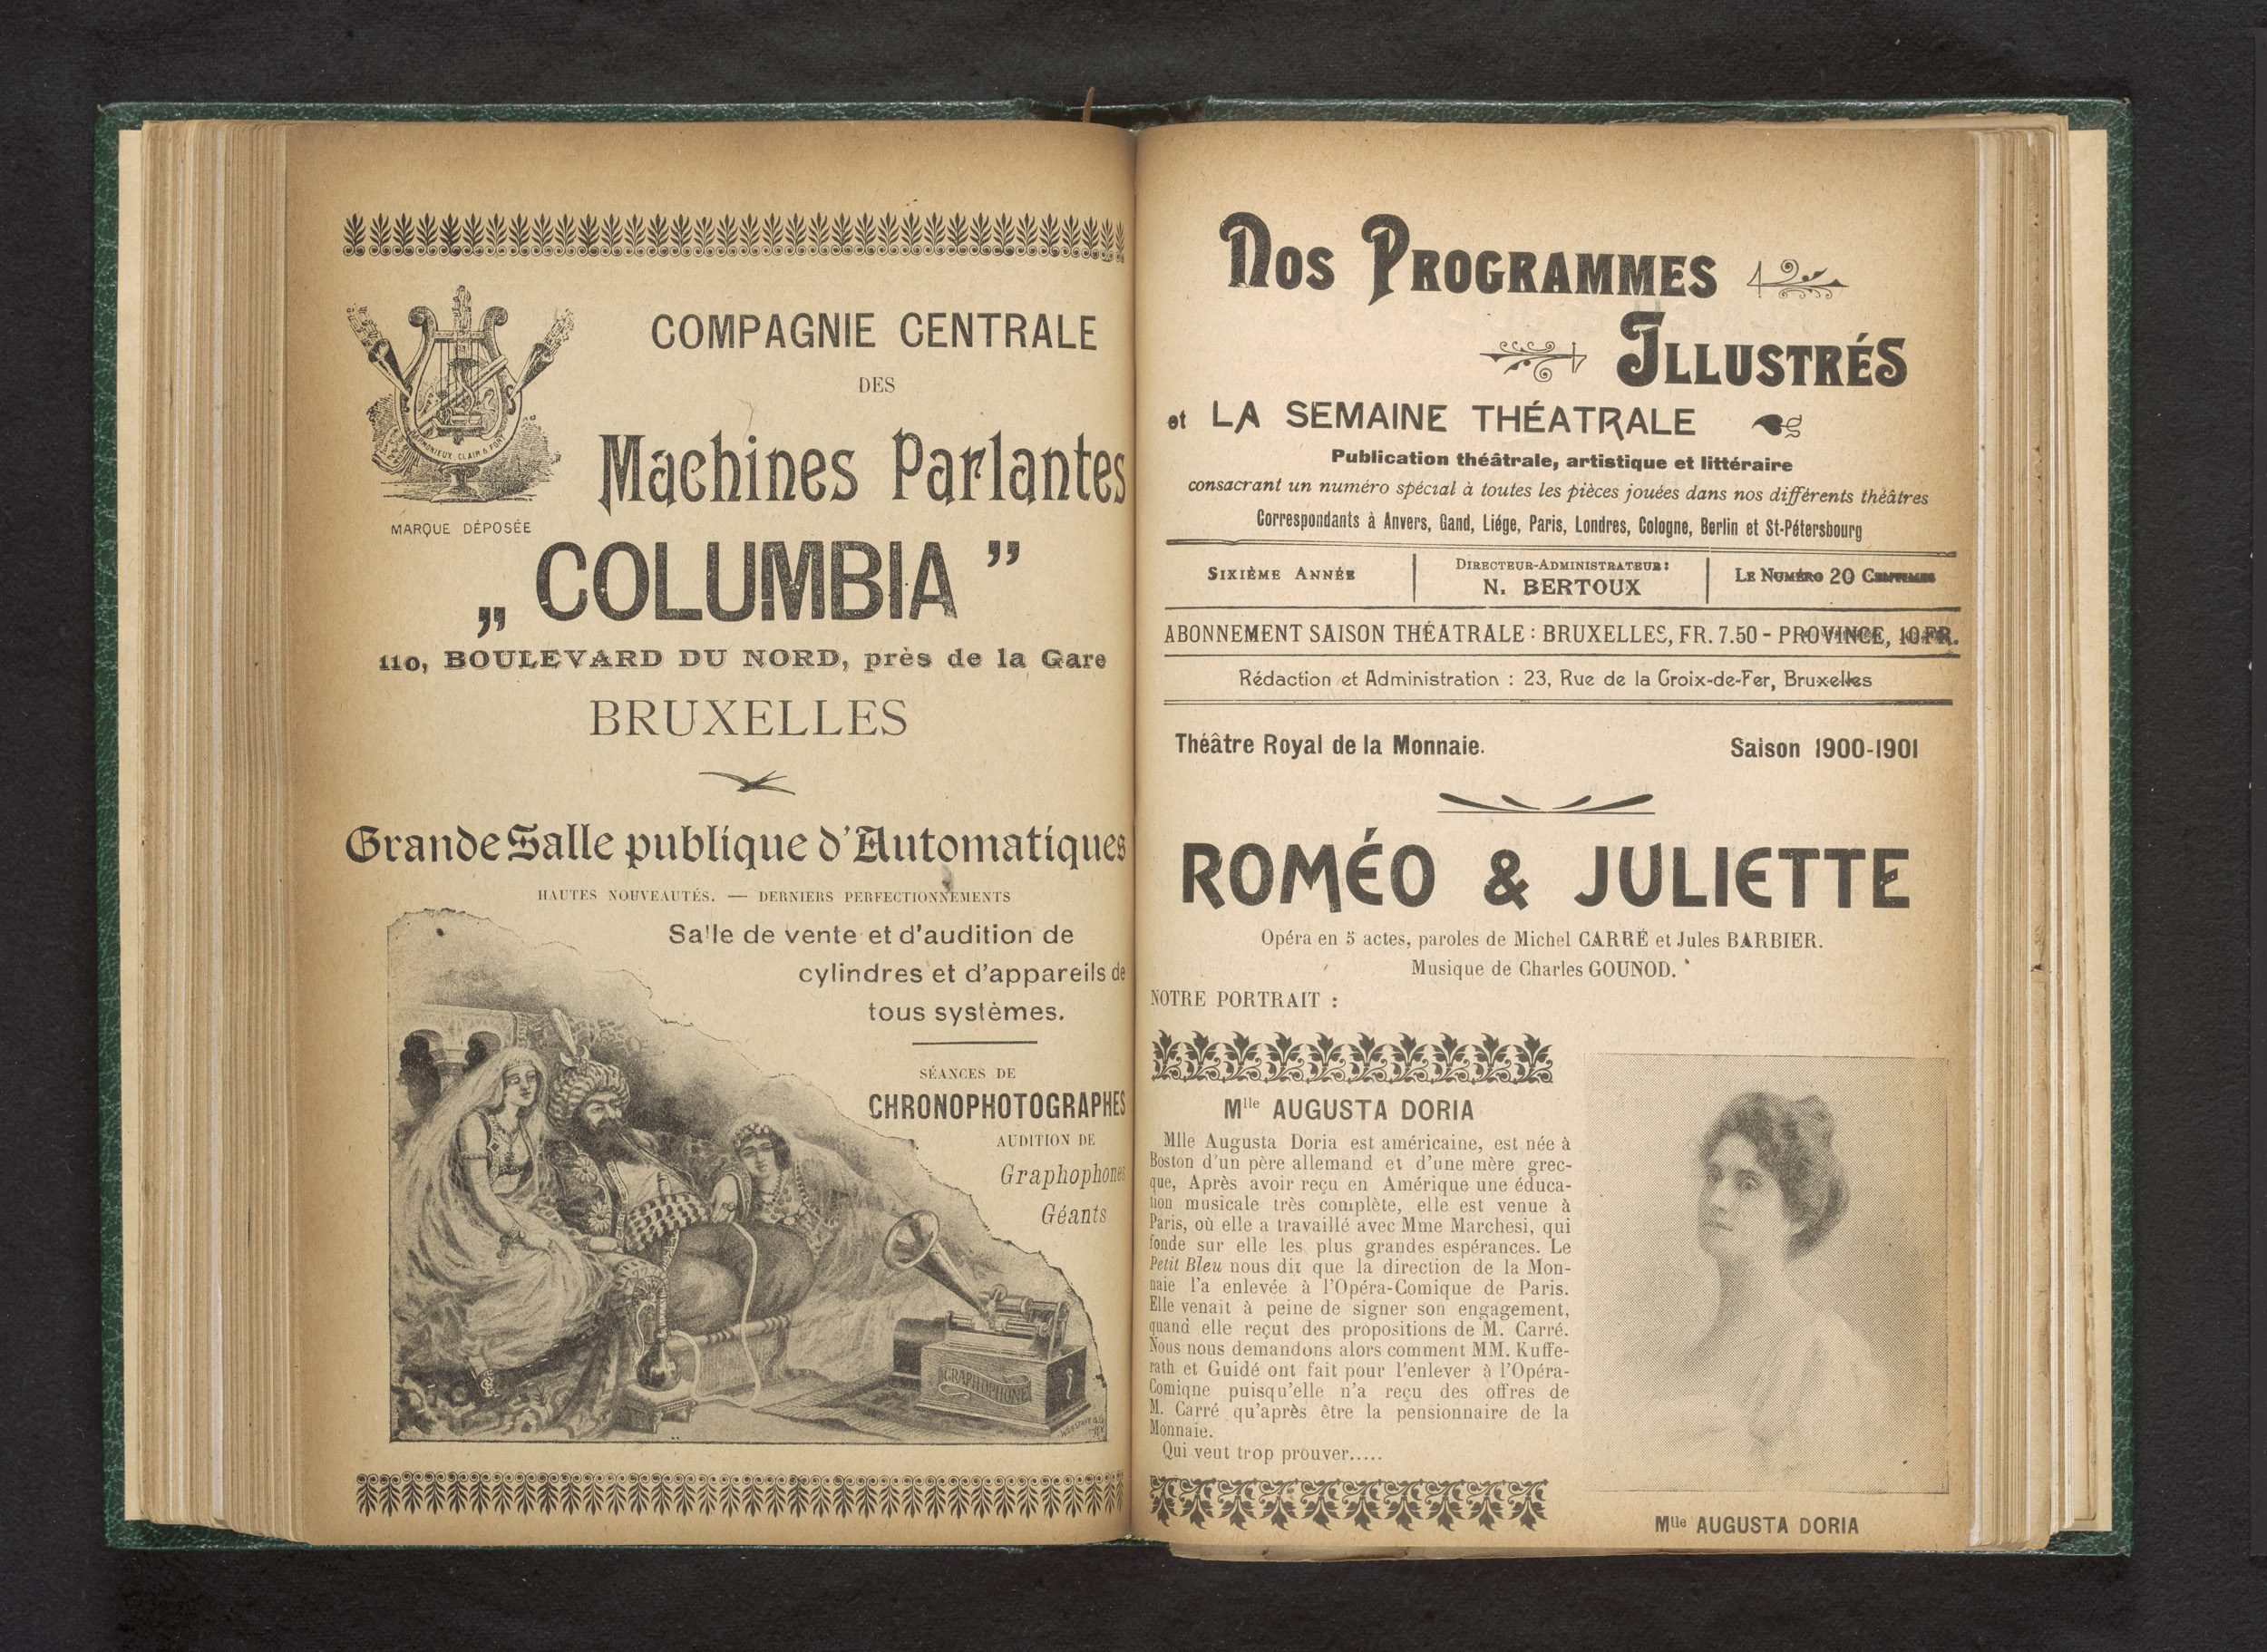 COMPAGNIE CENTRALE
DES
Machines Parlantes
HARMONIEUX, CLAIR & FORT
MARQUE DÉPOSÉE
„ COLUMBIA ”
110, BOULEVARD DU NORD, près de la Gare
BRUXELLES
Grande Salle publique d'Automatiques
HAUTES NOUVEAUTÉS. — DERNIERS PERFECTIONNEMENTS
Salle de vente et d'audition de
cylindres et d'appareils de
tous systèmes.
SÉANCES DE
CHRONOPHOTOGRAPHES
AUDITION DE
Graphophones
Géants
GRAPHOPHONE
Nos Programmes
Illustrés
et LA SEMAINE THÉATRALE
Publication théâtrale, artistique et littéraire
consacrant un numéro spécial à toutes les pièces jouées dans nos différents théâtres
Correspondants à Anvers, Gand, Liége, Paris, Londres, Cologne, Berlin et St-Pétersbourg
Sixième Année
Directeur-Administrateur:
N. BERTOUX
Le Numéro 20 Centimes
ABONNEMENT SAISON THÉATRALE : BRUXELLES, FR. 7.50 - PROVINCE, 10 FR.
Rédaction et Administration : 23, Rue de la Croix-de-Fer, Bruxelles
Théâtre Royal de la Monnaie.
Saison 1900-1901
ROMÉO & JULIETTE
Opéra en 5 actes, paroles de Michel CARRÉ et Jules BARBIER.
Musique de Charles GOUNOD.
NOTRE PORTRAIT :
Mlle AUGUSTA DORIA
Mlle Augusta Doria est américaine, est née à
Boston d'un père allemand et d'une mère grec-
que, Après avoir reçu en Amérique une éduca-
tion musicale très complète, elle est venue à
Paris, où elle a travaillé avec Mme Marchesi, qui
fonde sur elle les plus grandes espérances. Le
Petit Bleu nous dit que la direction de la Mon-
naie l'a enlevée à l'Opéra-Comique de Paris.
Elle venait à peine de signer son engagement,
quand elle reçut des propositions de M. Carré.
Nous nous demandons alors comment MM. Kuffe-
rath et Guidé ont fait pour l'enlever à l'Opéra-
Comiqne puisqu'elle n'a reçu des offres de
M. Carré qu'après être la pensionnaire de la
Monnaie.
Qui veut trop prouver.....
Mlle AUGUSTA DORIA